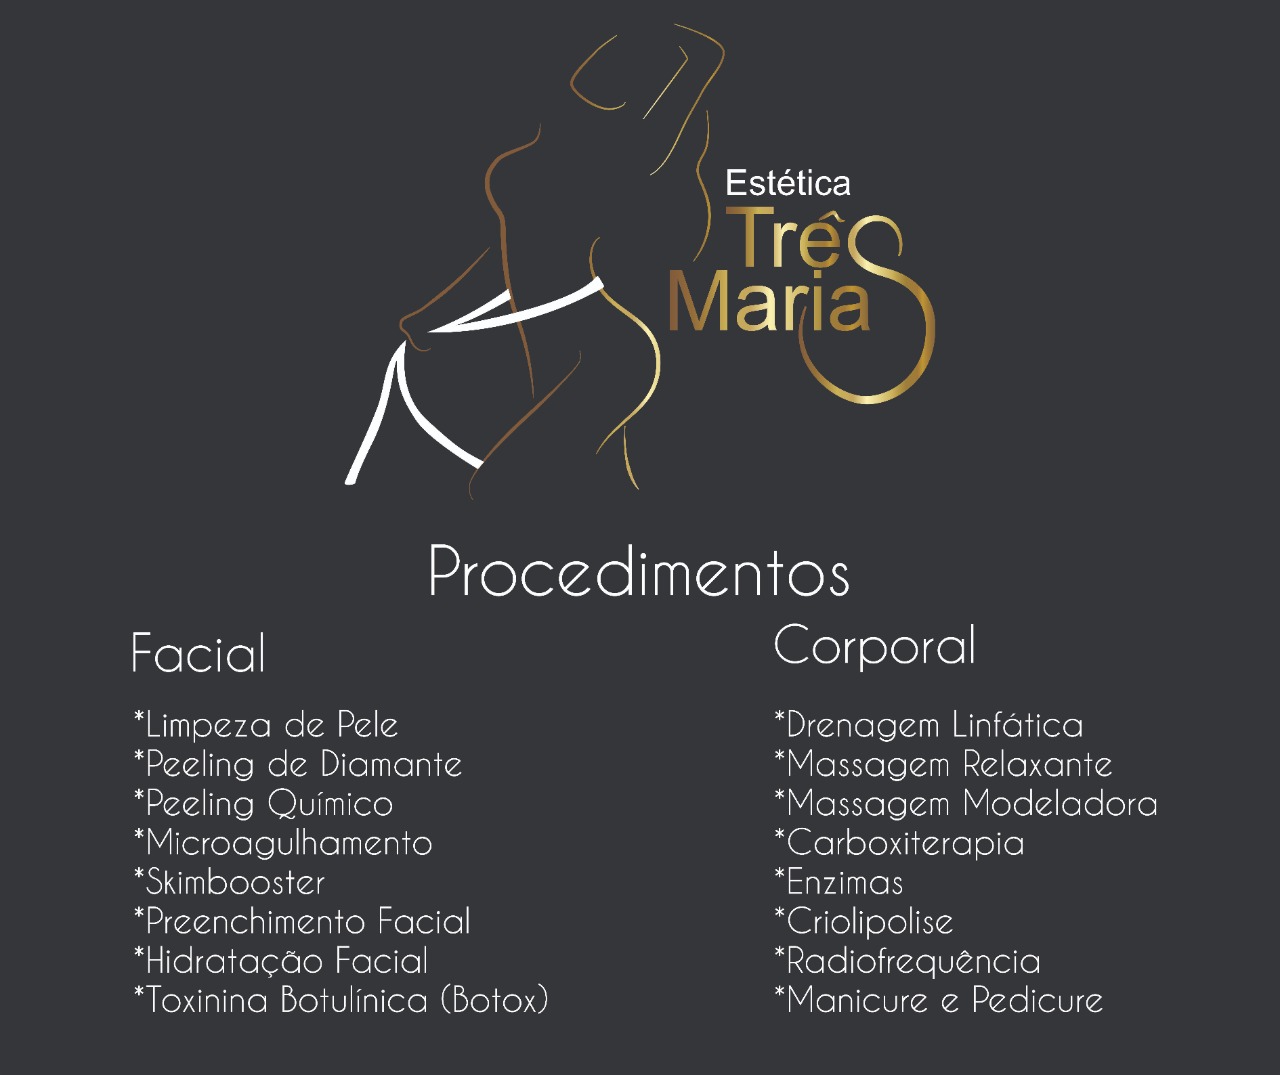 Estética
Três
Marias
Procedimentos
Facial
*Limpeza de Pele
*Peeling de Diamante
*Peeling Químico
*Microagulhamento
*Skimbooster
*Preenchimento Facial
*Hidratação Facial
*Toxinina Botulínica (Botox)
Corporal
*Drenagem Linfática
*Massagem Relaxante
*Massagem Modeladora
*Carboxiterapia
*Enzimas
*Criolipolise
*Radiofrequência
*Manicure e Pedicure